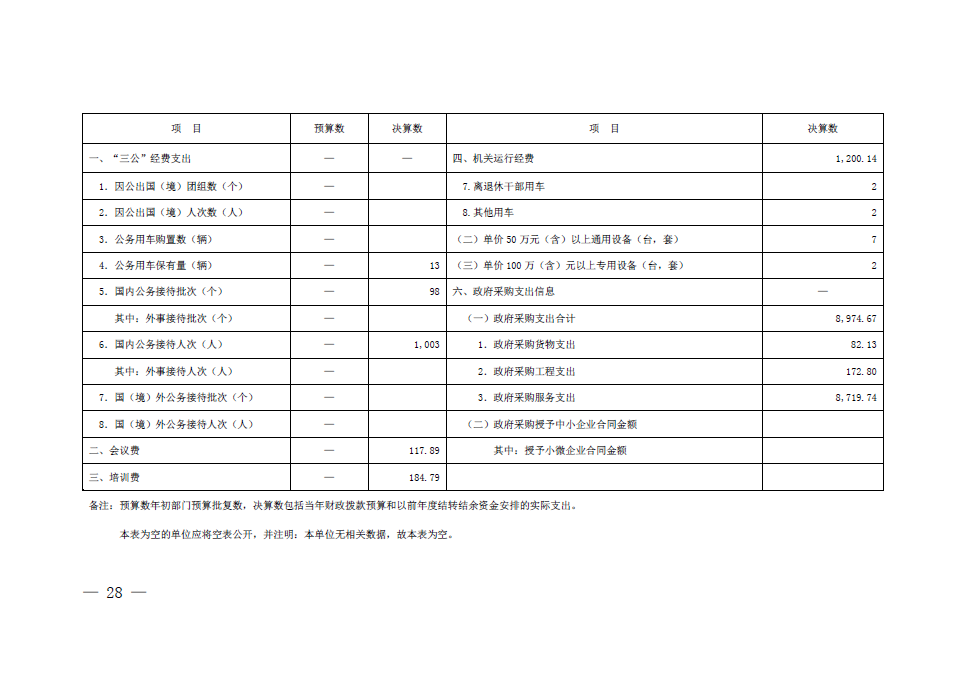 项 目 预算数 决算数 项 目 决算数
一、“三公”经费支出 — — 四、机关运行经费 1,200.14
1. 因公出国（境）团组数（个） — 7.离退休干部用车 2
2. 因公出国（境）人次数（人） — 8.其他用车 2
3. 公务用车购置数（辆） — （二）单价50万元（含）以上通用设备（台，套） 7
4. 公务用车保有量（辆） — 13 （三）单价100万（含）元以上专用设备（台，套） 2
5. 国内公务接待批次（个） — 98 六、政府采购支出信息 —
其中：外事接待批次（个） — （一）政府采购支出合计 8,974.67
6. 国内公务接待人次（人） — 1,003 1. 政府采购货物支出 82.13
其中：外事接待人次（人） — 2. 政府采购工程支出 172.80
7. 国（境）外公务接待批次（个） — 3. 政府采购服务支出 8,719.74
8. 国（境）外公务接待人次（人） — （二）政府采购授予中小企业合同金额
二、会议费 — 117.89 其中：授予小微企业合同金额
三、培训费 — 184.79
备注：预算数年初部门预算批复数，决算数包括当年财政拨款预算和以前年度结转结余资金安排的实际支出。
本表为空的单位应将空表公开，并注明：本单位无相关数据，故本表为空。
— 28 —